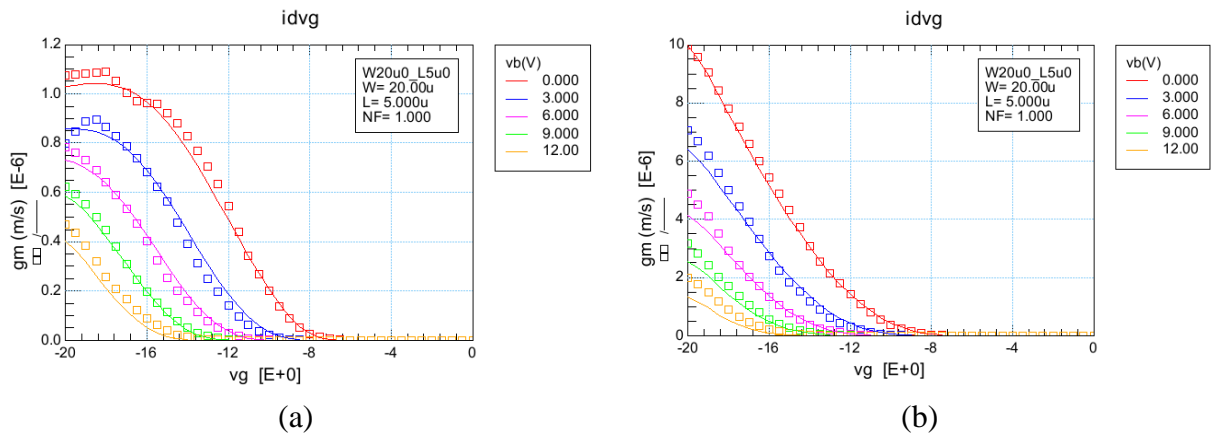 idvg
1.2
1.0
0.8
0.6
0.4
0.2
0
-20
-16
-12
-8
-4
0
gm (m/s) [E-6]
vg [E+0]
W20u0_L5u0
W= 20.00u
L= 5.000u
NF= 1.000
vb(V)
0.000
3.000
6.000
9.000
12.00
(a)
idvg
10
8
6
4
2
0
-20
-16
-12
-8
-4
0
gm (m/s) [E-6]
vg [E+0]
W20u0_L5u0
W= 20.00u
L= 5.000u
NF= 1.000
vb(V)
0.000
3.000
6.000
9.000
12.00
(b)